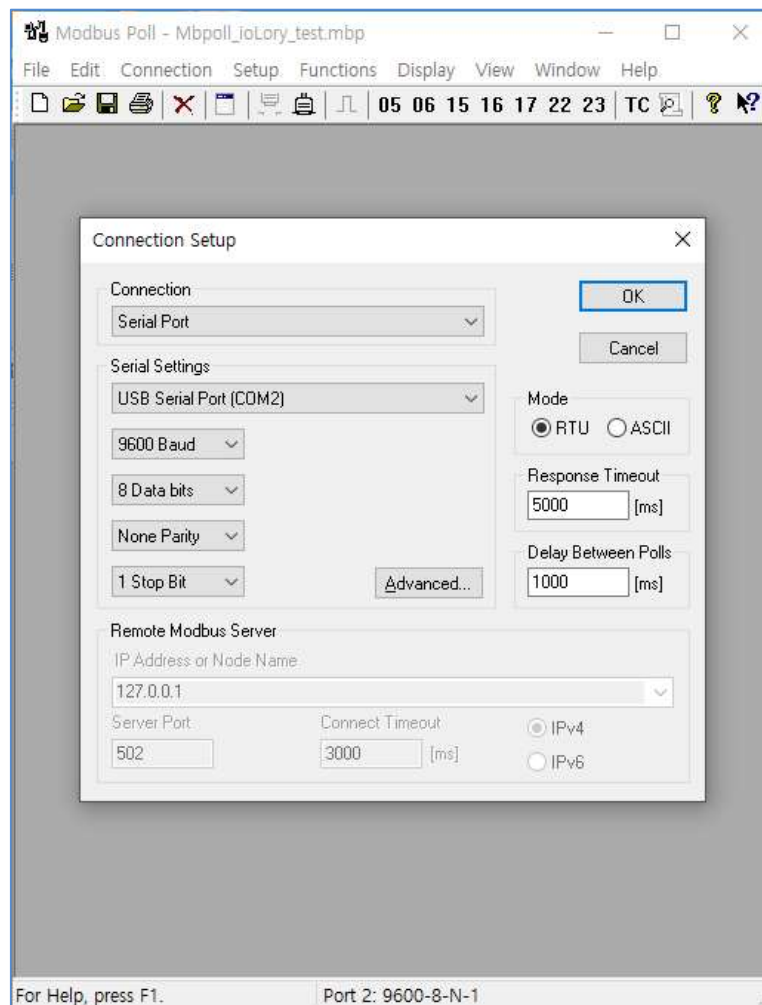 Modbus Poll - Mbpoll_ioLory_test.mbp
File Edit Connection Setup Functions Display View Window Help
05 06 15 16 17 22 23 TC
Connection Setup
Connection
Serial Port
OK
Cancel
Serial Settings
USB Serial Port (COM2)
Mode
RTU ASCII
9600 Baud
8 Data bits
Response Timeout
5000 [ms]
None Parity
Delay Between Polls
1 Stop Bit
Advanced...
1000 [ms]
Remote Modbus Server
IP Address or Node Name
127.0.0.1
Server Port Connect Timeout
IPv4
502 3000 [ms]
IPv6
For Help, press F1. Port 2: 9600-8-N-1